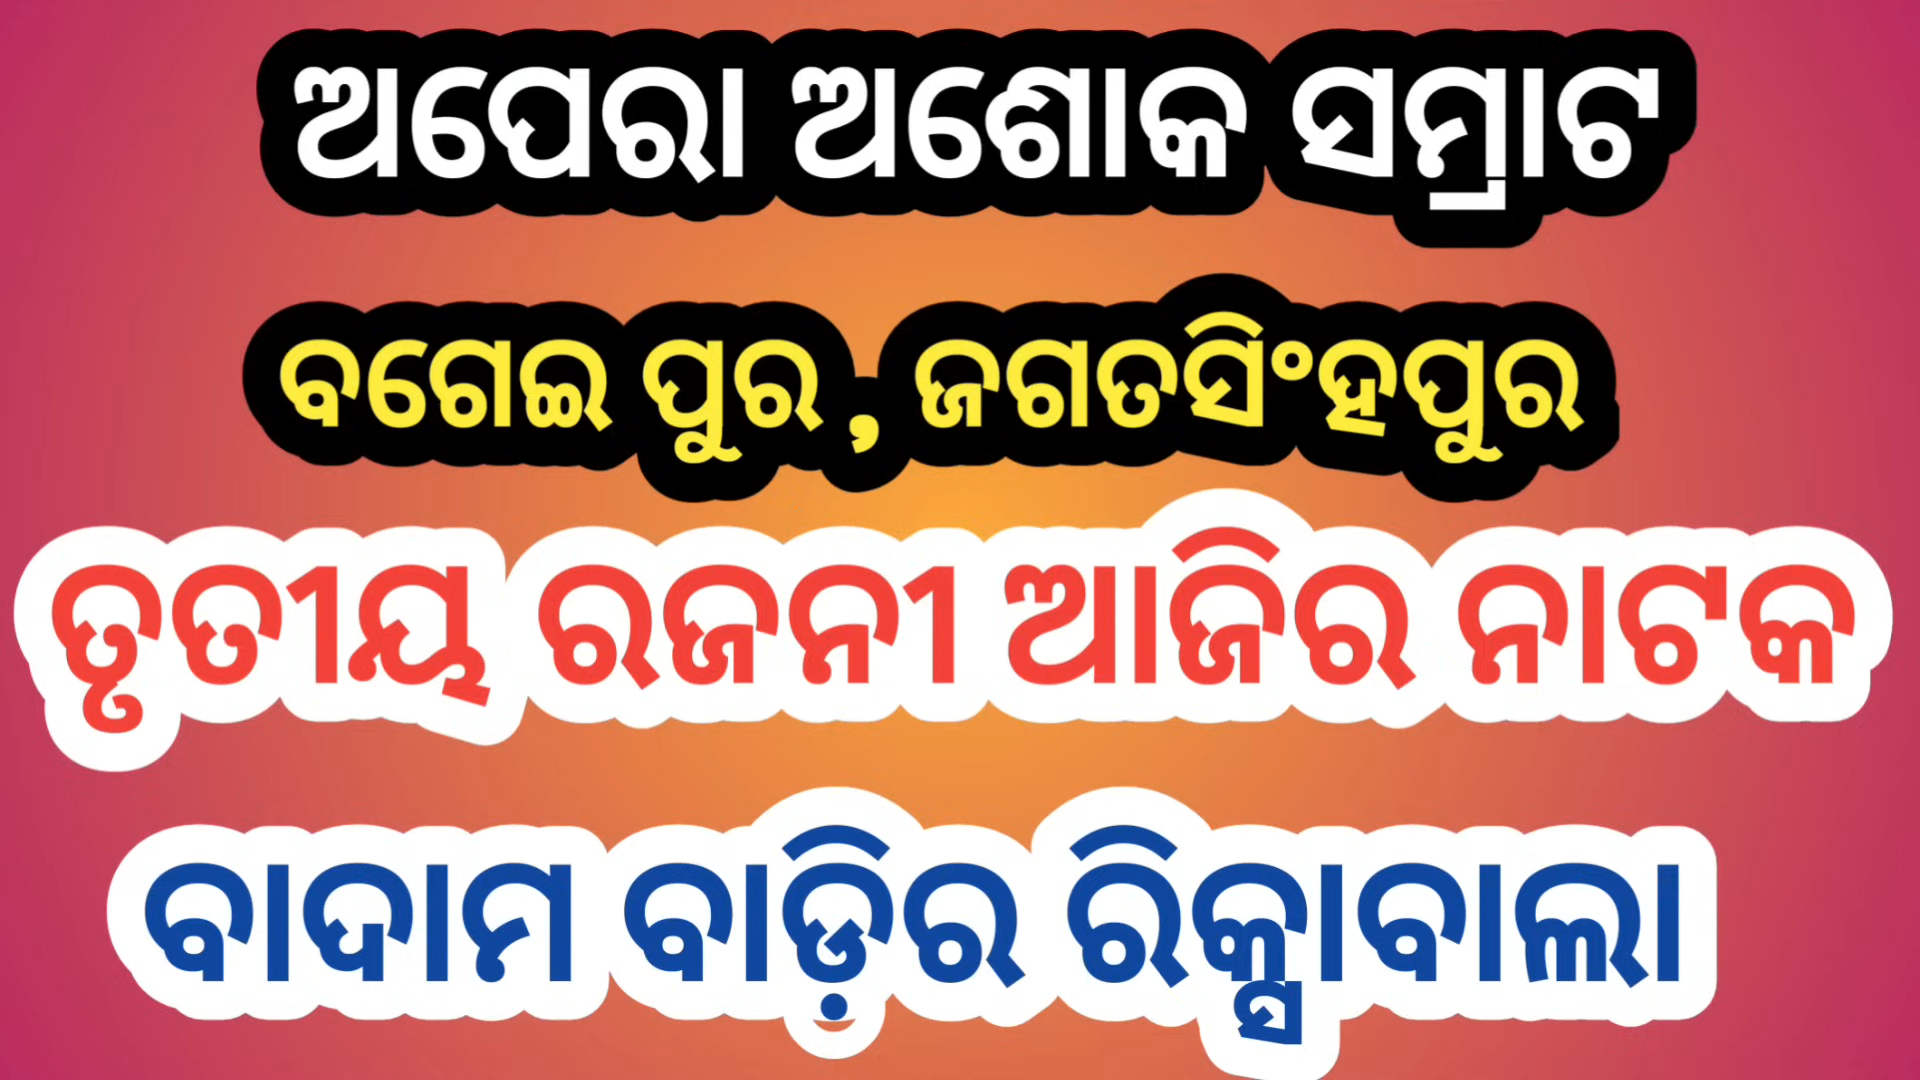 ଅପେରା ଅଶୋକ ସମ୍ରାଟ
ବଗେଇ ପୁର , ଜଗତସିଂହପୁର
ତୃତୀୟ ରଜନୀ ଆଜିର ନାଟକ
ବାଦାମ ବାଡ଼ିର ରିକ୍ସାବାଲା